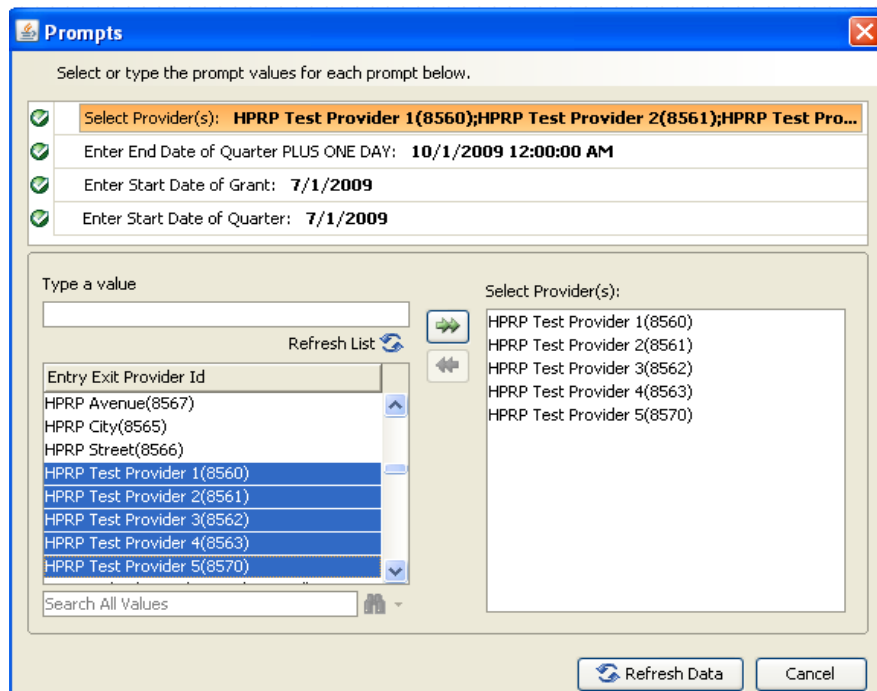 Prompts
Select or type the prompt values for each prompt below.
Select Provider(s): HPRP Test Provider 1(8560);HPRP Test Provider 2(8561);HPRP Test Pro...
Enter End Date of Quarter PLUS ONE DAY: 10/1/2009 12:00:00 AM
Enter Start Date of Grant: 7/1/2009
Enter Start Date of Quarter: 7/1/2009
Type a value
Refresh List
Entry Exit Provider Id
HPRP Avenue(8567)
HPRP City(8565)
HPRP Street(8566)
HPRP Test Provider 1(8560)
HPRP Test Provider 2(8561)
HPRP Test Provider 3(8562)
HPRP Test Provider 4(8563)
HPRP Test Provider 5(8570)
Search All Values
Select Provider(s):
HPRP Test Provider 1(8560)
HPRP Test Provider 2(8561)
HPRP Test Provider 3(8562)
HPRP Test Provider 4(8563)
HPRP Test Provider 5(8570)
Refresh Data
Cancel